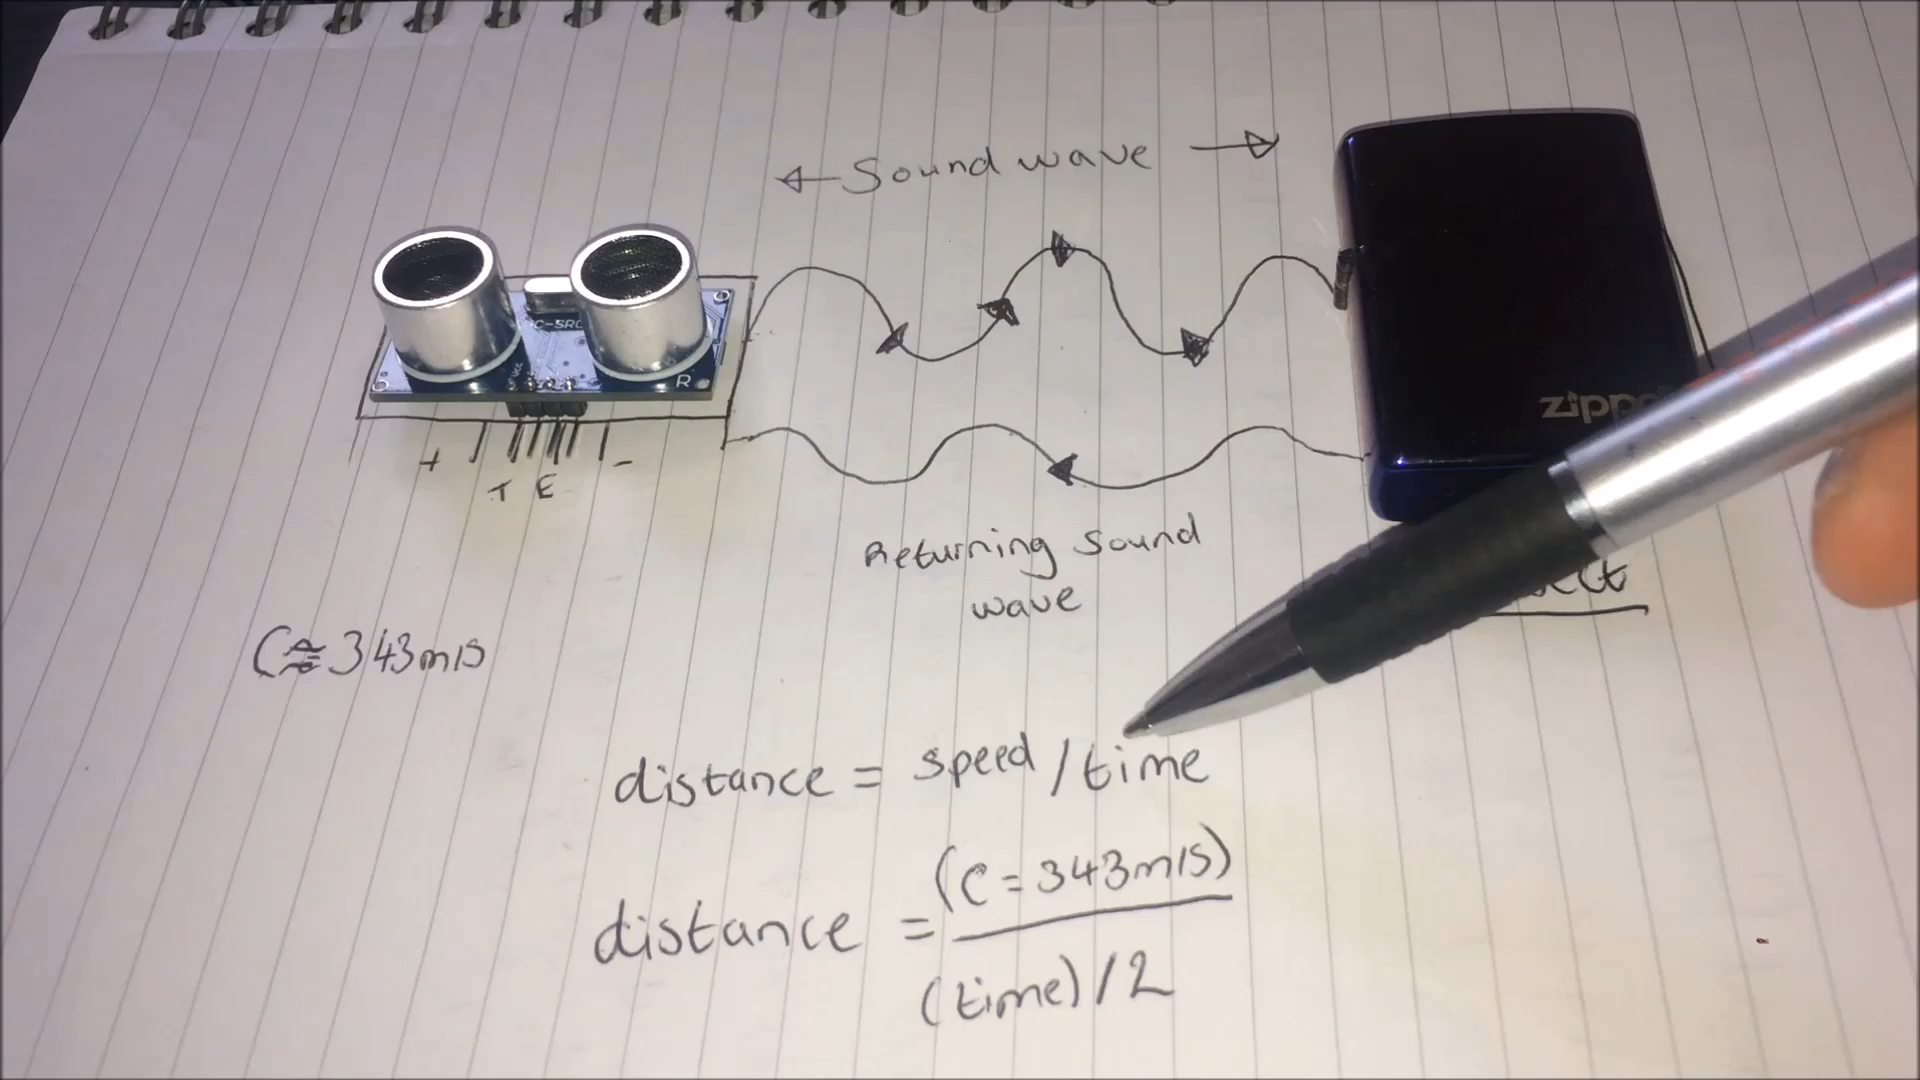 ← Sound wave →
HC-SR0
R
zippo
+ T E -
Returning sound
wave
C ≈ 343m/s
distance = speed / time
distance = (C = 343m/s)
(time) / 2